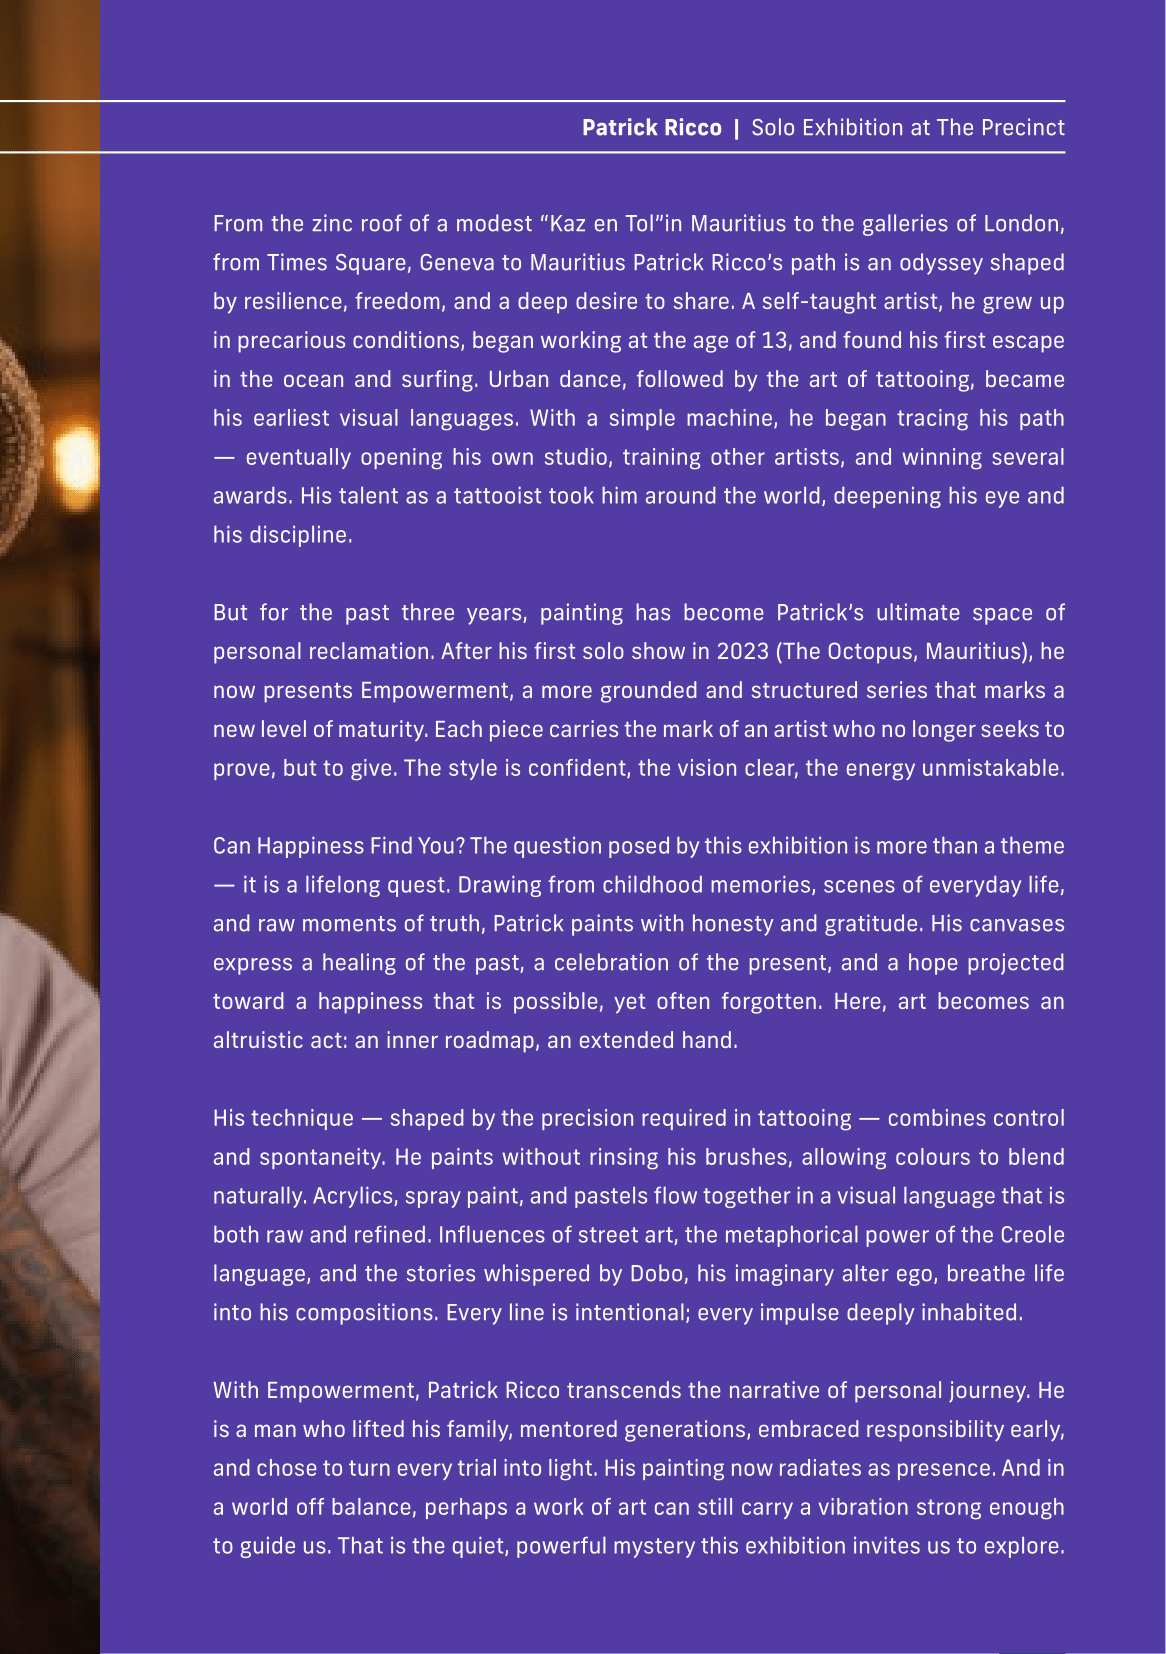 Patrick Ricco | Solo Exhibition at The Precinct
From the zinc roof of a modest “Kaz en Tol”in Mauritius to the galleries of London,
from Times Square, Geneva to Mauritius Patrick Ricco’s path is an odyssey shaped
by resilience, freedom, and a deep desire to share. A self-taught artist, he grew up
in precarious conditions, began working at the age of 13, and found his first escape
in the ocean and surfing. Urban dance, followed by the art of tattooing, became
his earliest visual languages. With a simple machine, he began tracing his path
— eventually opening his own studio, training other artists, and winning several
awards. His talent as a tattooist took him around the world, deepening his eye and
his discipline.
But for the past three years, painting has become Patrick’s ultimate space of
personal reclamation. After his first solo show in 2023 (The Octopus, Mauritius), he
now presents Empowerment, a more grounded and structured series that marks a
new level of maturity. Each piece carries the mark of an artist who no longer seeks to
prove, but to give. The style is confident, the vision clear, the energy unmistakable.
Can Happiness Find You? The question posed by this exhibition is more than a theme
— it is a lifelong quest. Drawing from childhood memories, scenes of everyday life,
and raw moments of truth, Patrick paints with honesty and gratitude. His canvases
express a healing of the past, a celebration of the present, and a hope projected
toward a happiness that is possible, yet often forgotten. Here, art becomes an
altruistic act: an inner roadmap, an extended hand.
His technique — shaped by the precision required in tattooing — combines control
and spontaneity. He paints without rinsing his brushes, allowing colours to blend
naturally. Acrylics, spray paint, and pastels flow together in a visual language that is
both raw and refined. Influences of street art, the metaphorical power of the Creole
language, and the stories whispered by Dobo, his imaginary alter ego, breathe life
into his compositions. Every line is intentional; every impulse deeply inhabited.
With Empowerment, Patrick Ricco transcends the narrative of personal journey. He
is a man who lifted his family, mentored generations, embraced responsibility early,
and chose to turn every trial into light. His painting now radiates as presence. And in
a world off balance, perhaps a work of art can still carry a vibration strong enough
to guide us. That is the quiet, powerful mystery this exhibition invites us to explore.